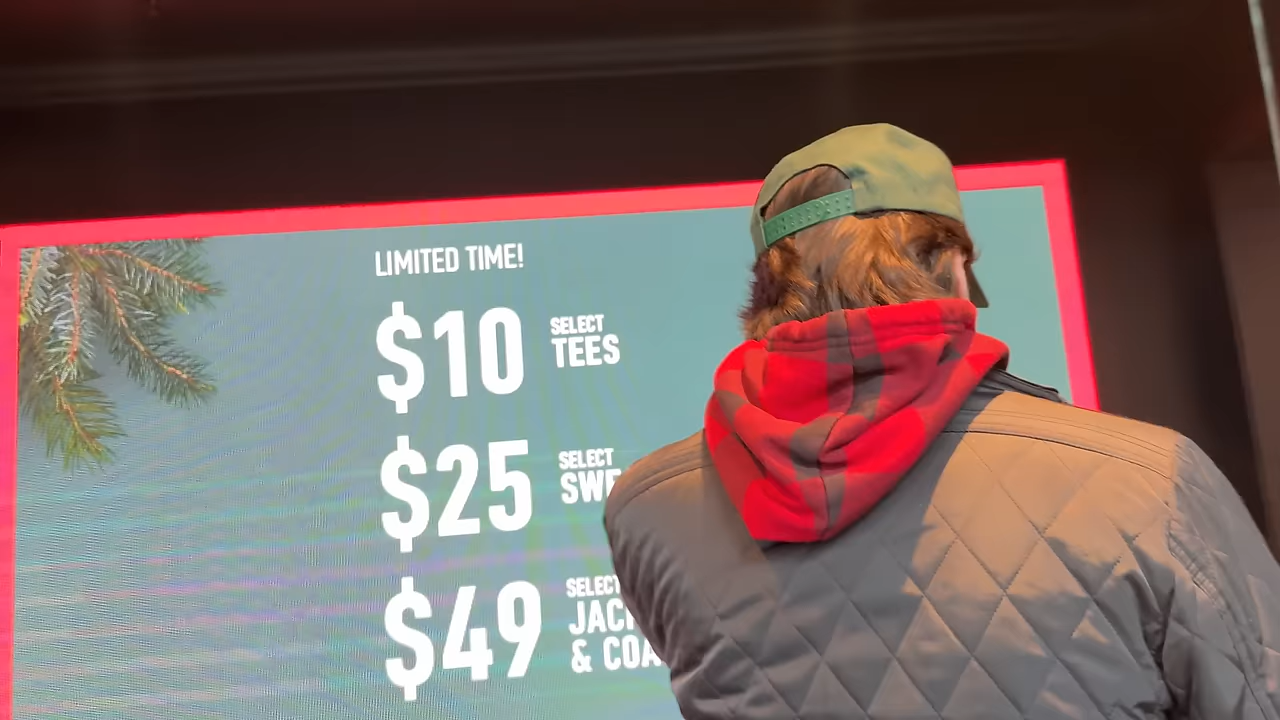 LIMITED TIME!
$10 SELECT
TEES
$25 SELECT
$49 SELECT
&